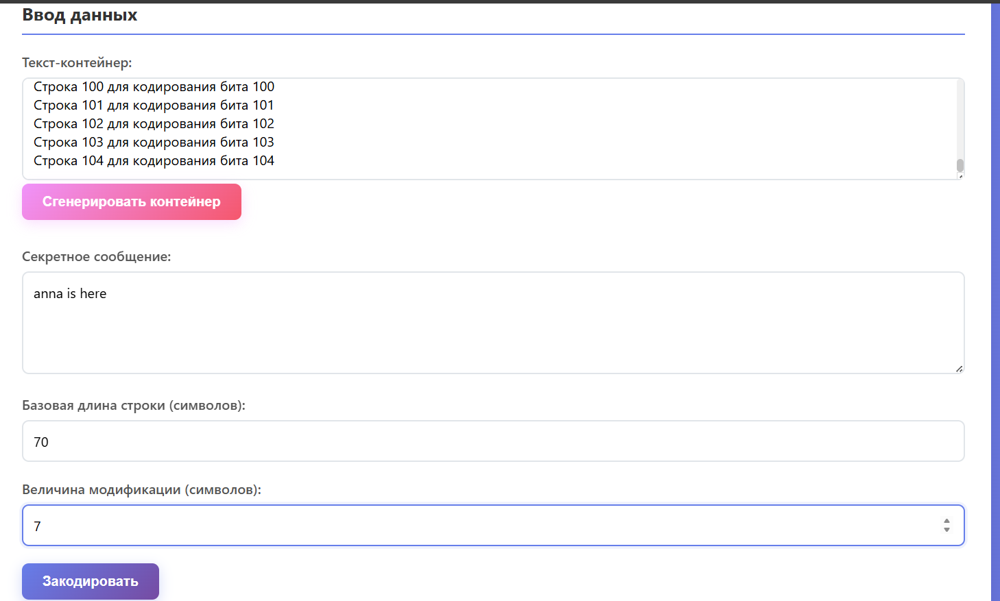 Ввод данных
Текст-контейнер:
Строка 100 для кодирования бита 100
Строка 101 для кодирования бита 101
Строка 102 для кодирования бита 102
Строка 103 для кодирования бита 103
Строка 104 для кодирования бита 104
Сгенерировать контейнер
Секретное сообщение:
anna is here
Базовая длина строки (символов):
70
Величина модификации (символов):
7
Закодировать